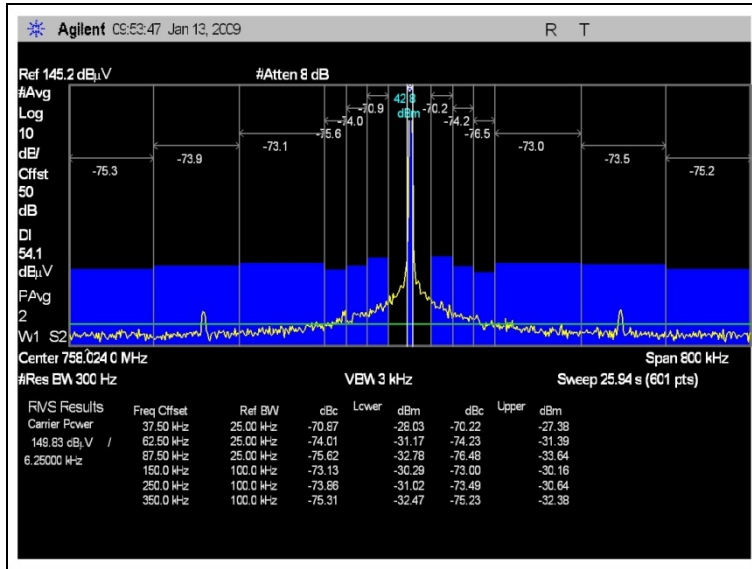 Agilent 09:53:47 Jan 13, 2009 R T
Ref 145.2 dBµV #Atten 8 dB
#Avg
Log
10
dB/
Offst
50
dB
DI
54.1
dBµV
PAvg
2
W1 S2
42.8
dBm
-75.3 -73.9 -73.1 -75.6 -74.0 -70.9 -70.2 -74.2 -76.5 -73.0 -73.5 -75.2
Center 758.024 0 MHz Span 800 kHz
#Res BW 300 Hz VBW 3 kHz Sweep 25.94 s (601 pts)
RMS Results Freq Offset Ref BW dBc Lower dBm dBc Upper dBm
Carrier Power 37.50 kHz 25.00 kHz -70.87 -28.03 -70.22 -27.38
149.83 dBµV / 62.50 kHz 25.00 kHz -74.01 -31.17 -74.23 -31.39
6.25000 kHz 87.50 kHz 25.00 kHz -75.62 -32.78 -76.48 -33.64
150.0 kHz 100.0 kHz -73.13 -30.29 -73.00 -30.16
250.0 kHz 100.0 kHz -73.86 -31.02 -73.49 -30.64
350.0 kHz 100.0 kHz -75.31 -32.47 -75.23 -32.38